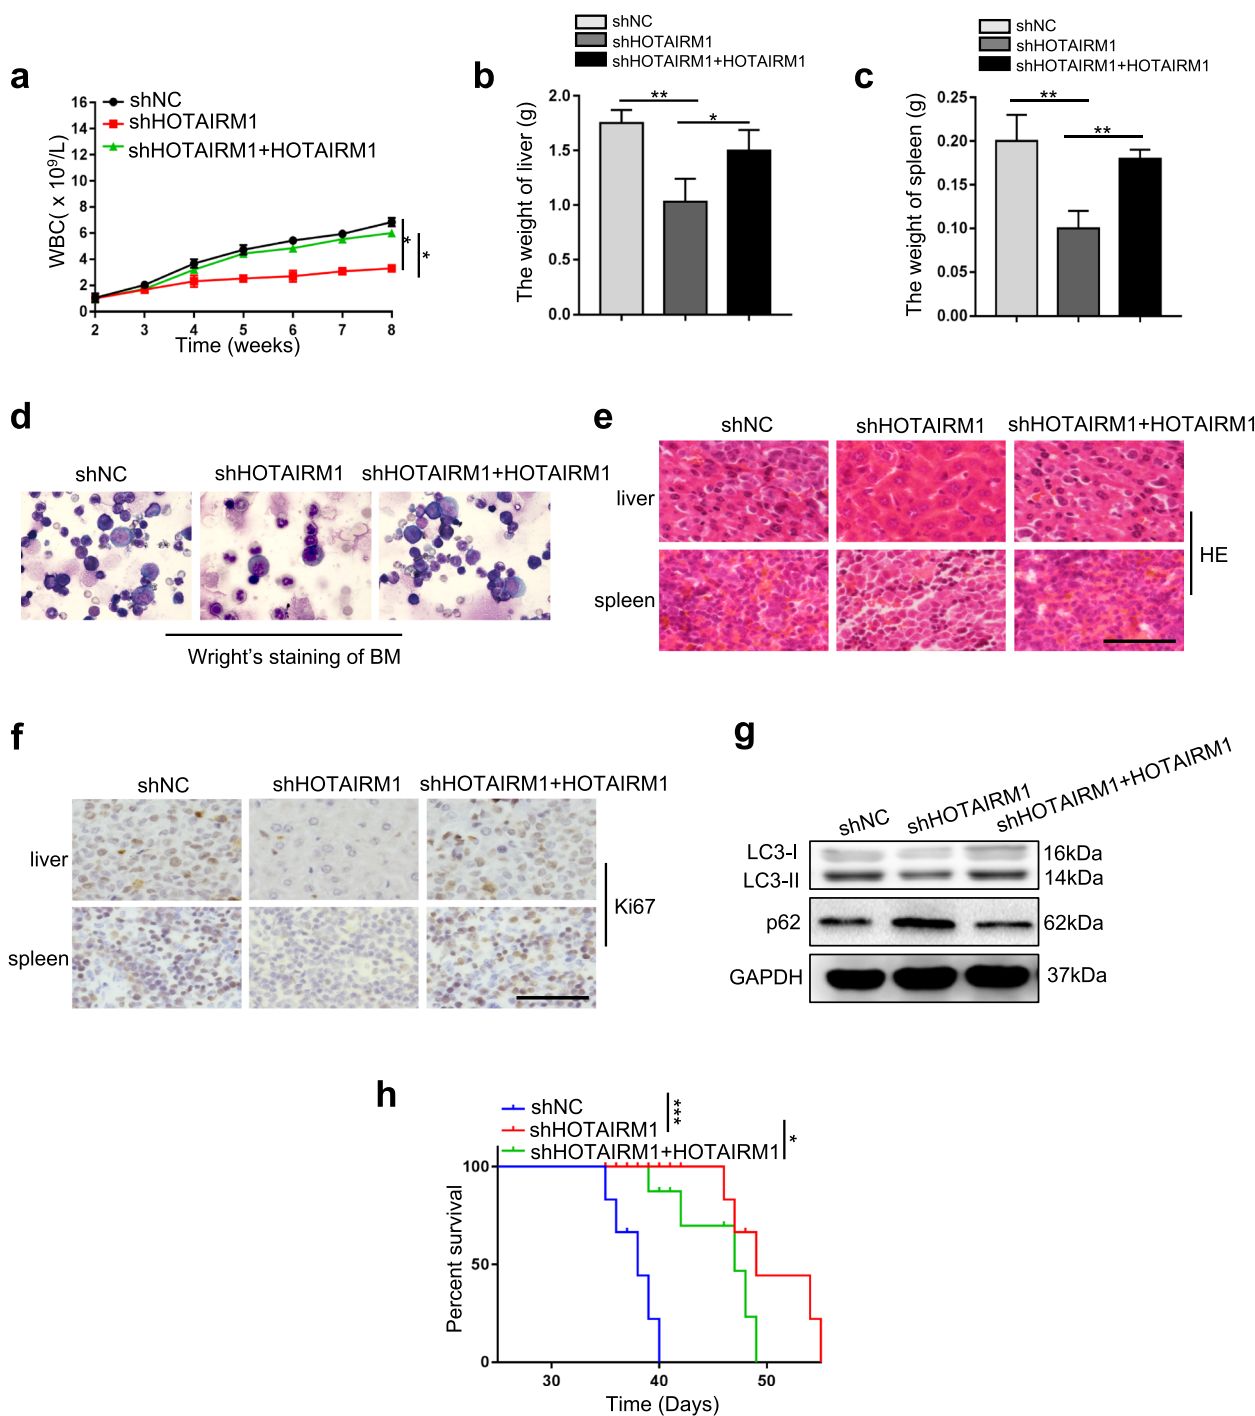 a
shNC
shHOTAIRM1
shHOTAIRM1+HOTAIRM1
WBC( x 10⁹/L)
16
14
12
10
8
6
4
2
0
2 3 4 5 6 7 8
Time (weeks)
*
*
b
shNC
shHOTAIRM1
shHOTAIRM1+HOTAIRM1
The weight of liver (g)
2.0
1.5
1.0
0.5
0.0
**
*
c
shNC
shHOTAIRM1
shHOTAIRM1+HOTAIRM1
The weight of spleen (g)
0.25
0.20
0.15
0.10
0.05
0.00
**
**
d
shNC shHOTAIRM1 shHOTAIRM1+HOTAIRM1
Wright's staining of BM
e
shNC shHOTAIRM1 shHOTAIRM1+HOTAIRM1
liver
spleen
HE
f
shNC shHOTAIRM1 shHOTAIRM1+HOTAIRM1
liver
spleen
Ki67
g
shNC shHOTAIRM1 shHOTAIRM1+HOTAIRM1
LC3-I 16kDa
LC3-II 14kDa
p62 62kDa
GAPDH 37kDa
h
shNC
shHOTAIRM1
shHOTAIRM1+HOTAIRM1
***
*
Percent survival
100
50
0
30 40 50
Time (Days)